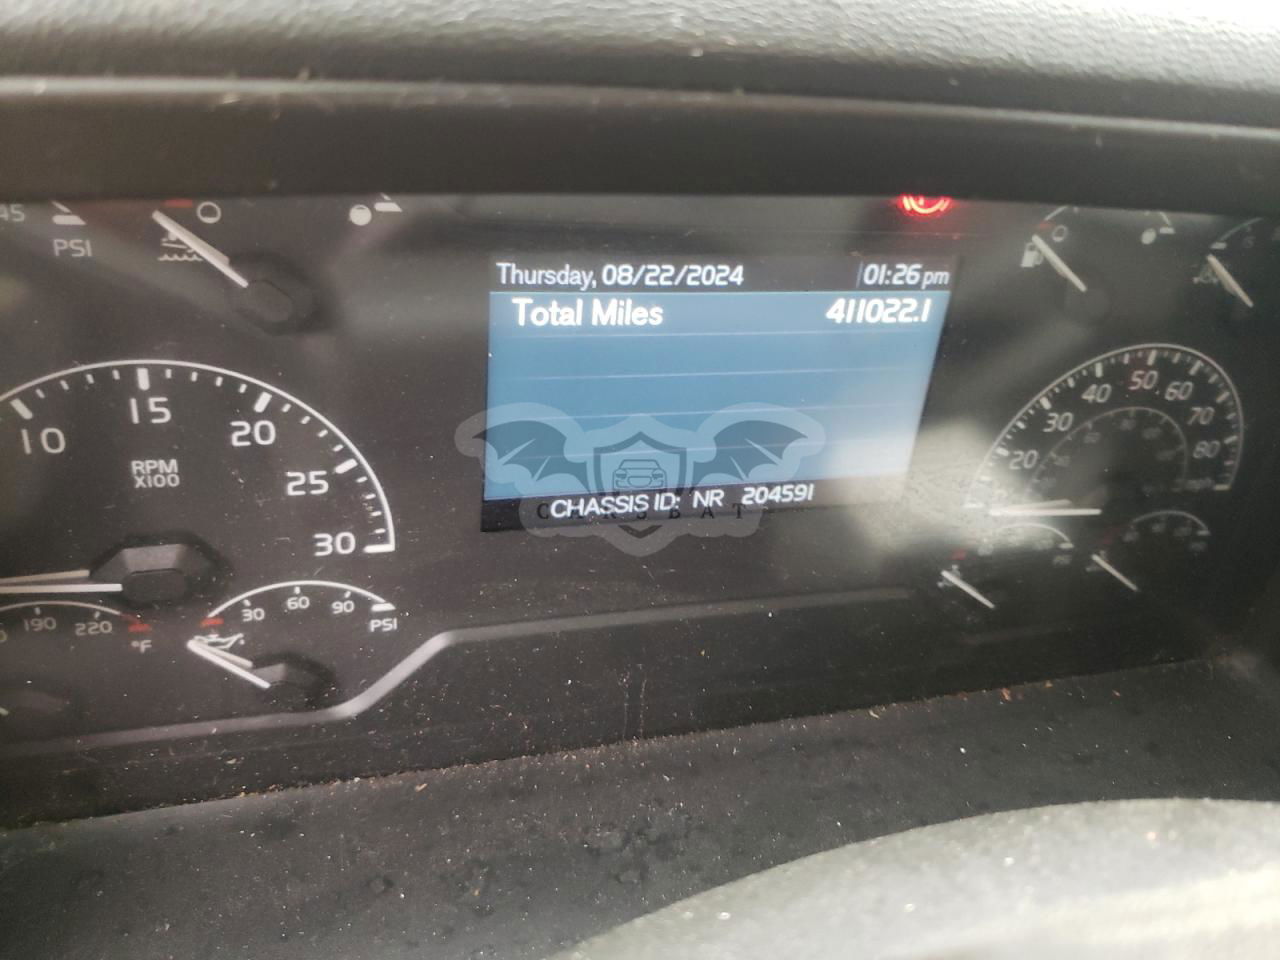 45
PSI
Thursday, 08/22/2024 01:26 pm
Total Miles 411022.1
CHASSIS ID: NR 204591
CARSBAT
10 15 20 25 30
RPM
X100
190 220
°F
30 60 90
PSI
20 30 40 50 60 70 80